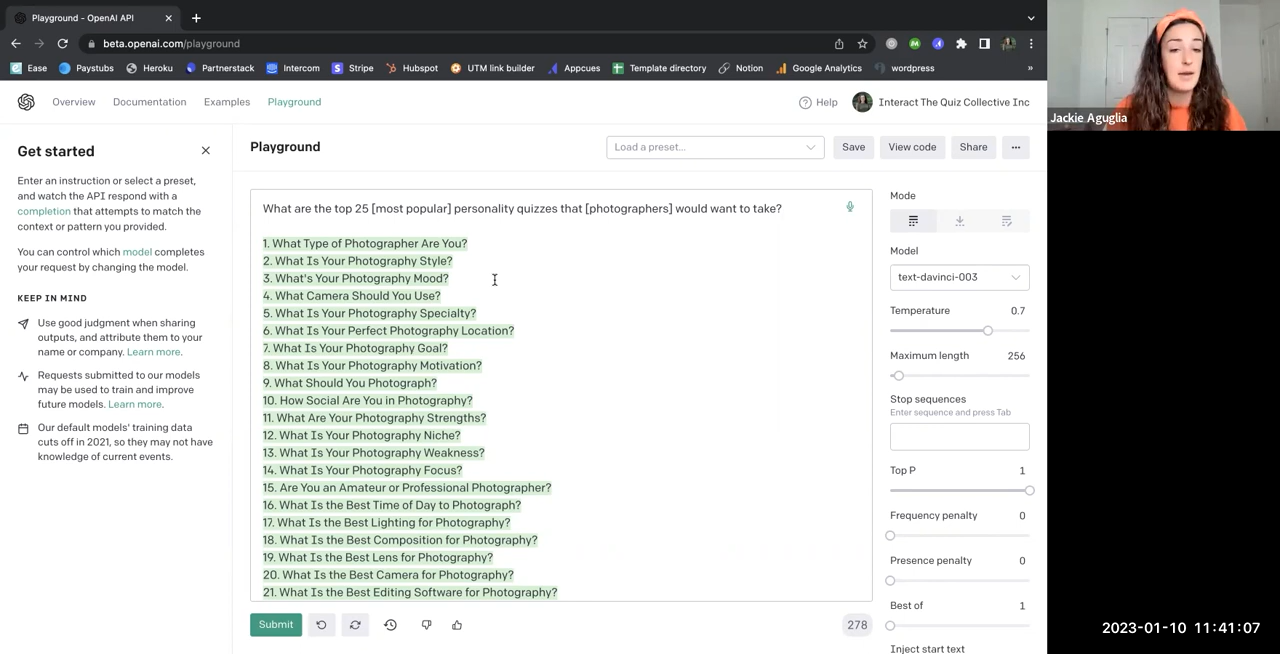 Playground - OpenAI API
beta.openai.com/playground
Ease
Paystubs
Heroku
Partnerstack
Intercom
Stripe
Hubspot
UTM link builder
Appcues
Template directory
Notion
Google Analytics
wordpress
»
Overview
Documentation
Examples
Playground
Help
Interact The Quiz Collective Inc
Jackie Aguglia
Get started
Enter an instruction or select a preset,
and watch the API respond with a
completion that attempts to match the
context or pattern you provided.
You can control which model completes
your request by changing the model.
KEEP IN MIND
Use good judgment when sharing
outputs, and attribute them to your
name or company. Learn more.
Requests submitted to our models
may be used to train and improve
future models. Learn more.
Our default models' training data
cuts off in 2021, so they may not have
knowledge of current events.
Playground
Load a preset...
Save
View code
Share
...
What are the top 25 [most popular] personality quizzes that [photographers] would want to take?
1. What Type of Photographer Are You?
2. What Is Your Photography Style?
3. What's Your Photography Mood?
4. What Camera Should You Use?
5. What Is Your Photography Specialty?
6. What Is Your Perfect Photography Location?
7. What Is Your Photography Goal?
8. What Is Your Photography Motivation?
9. What Should You Photograph?
10. How Social Are You in Photography?
11. What Are Your Photography Strengths?
12. What Is Your Photography Niche?
13. What Is Your Photography Weakness?
14. What Is Your Photography Focus?
15. Are You an Amateur or Professional Photographer?
16. What Is the Best Time of Day to Photograph?
17. What Is the Best Lighting for Photography?
18. What Is the Best Composition for Photography?
19. What Is the Best Lens for Photography?
20. What Is the Best Camera for Photography?
21. What Is the Best Editing Software for Photography?
Submit
278
Mode
Model
text-davinci-003
Temperature 0.7
Maximum length 256
Stop sequences
Enter sequence and press Tab
Top P 1
Frequency penalty 0
Presence penalty 0
Best of 1
Inject start text
2023-01-10 11:41:07